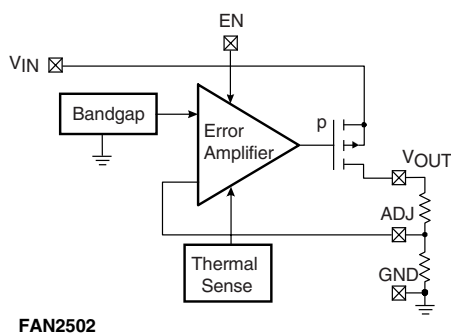 EN
VIN
Bandgap
Error
Amplifier
p
VOUT
ADJ
Thermal
Sense
GND
FAN2502